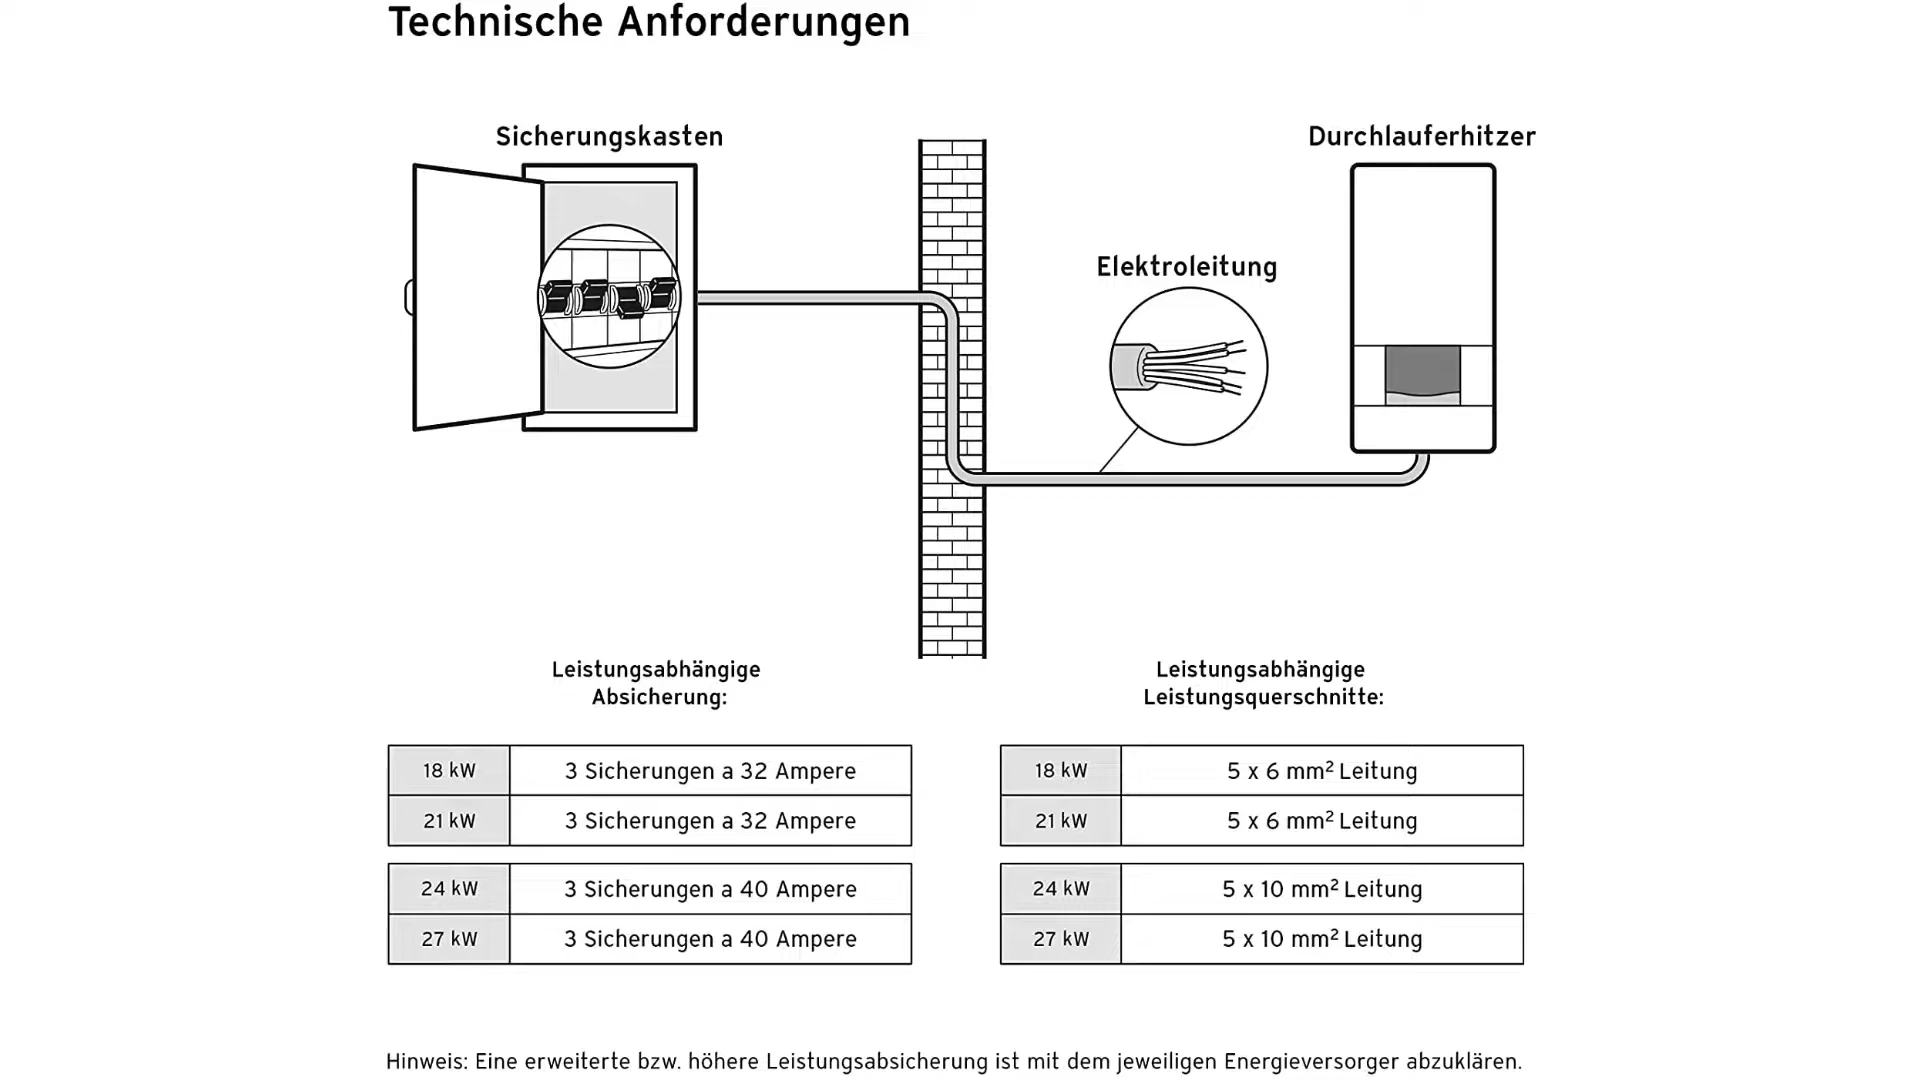 Technische Anforderungen
Sicherungskasten
Durchlauferhitzer
Elektroleitung
Leistungsabhängige
Absicherung:
18 kW 3 Sicherungen a 32 Ampere
21 kW 3 Sicherungen a 32 Ampere
24 kW 3 Sicherungen a 40 Ampere
27 kW 3 Sicherungen a 40 Ampere
Leistungsabhängige
Leistungsquerschnitte:
18 kW 5 x 6 mm² Leitung
21 kW 5 x 6 mm² Leitung
24 kW 5 x 10 mm² Leitung
27 kW 5 x 10 mm² Leitung
Hinweis: Eine erweiterte bzw. höhere Leistungsabsicherung ist mit dem jeweiligen Energieversorger abzuklären.